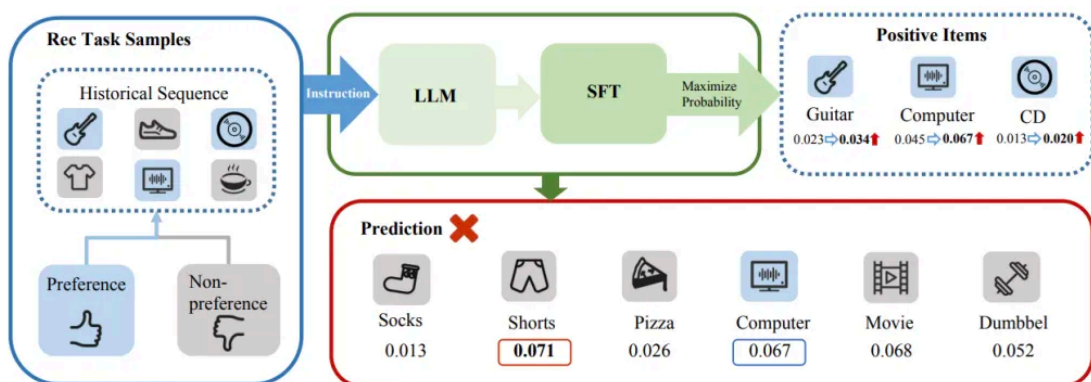 Rec Task Samples
Historical Sequence
Preference
Non-
preference
Instruction
LLM
SFT
Maximize
Probability
Positive Items
Guitar Computer CD
0.023 0.034 0.045 0.067 0.013 0.020
Prediction
Socks Shorts Pizza Computer Movie Dumbbel
0.013 0.071 0.026 0.067 0.068 0.052